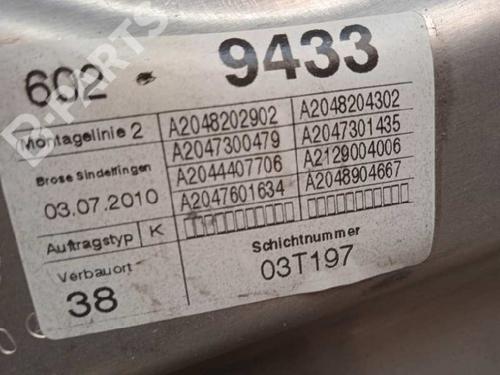 602 - 9433
Montagelinie 2 A2048202902 A2048204302
A2047300479 A2047301435
Brose Sindelfingen A2044407706 A2129004006
03.07.2010 A2047601634 A2048904667
Auftragstyp K
Verbauort Schichtnummer
38 03T197
B-PARTS